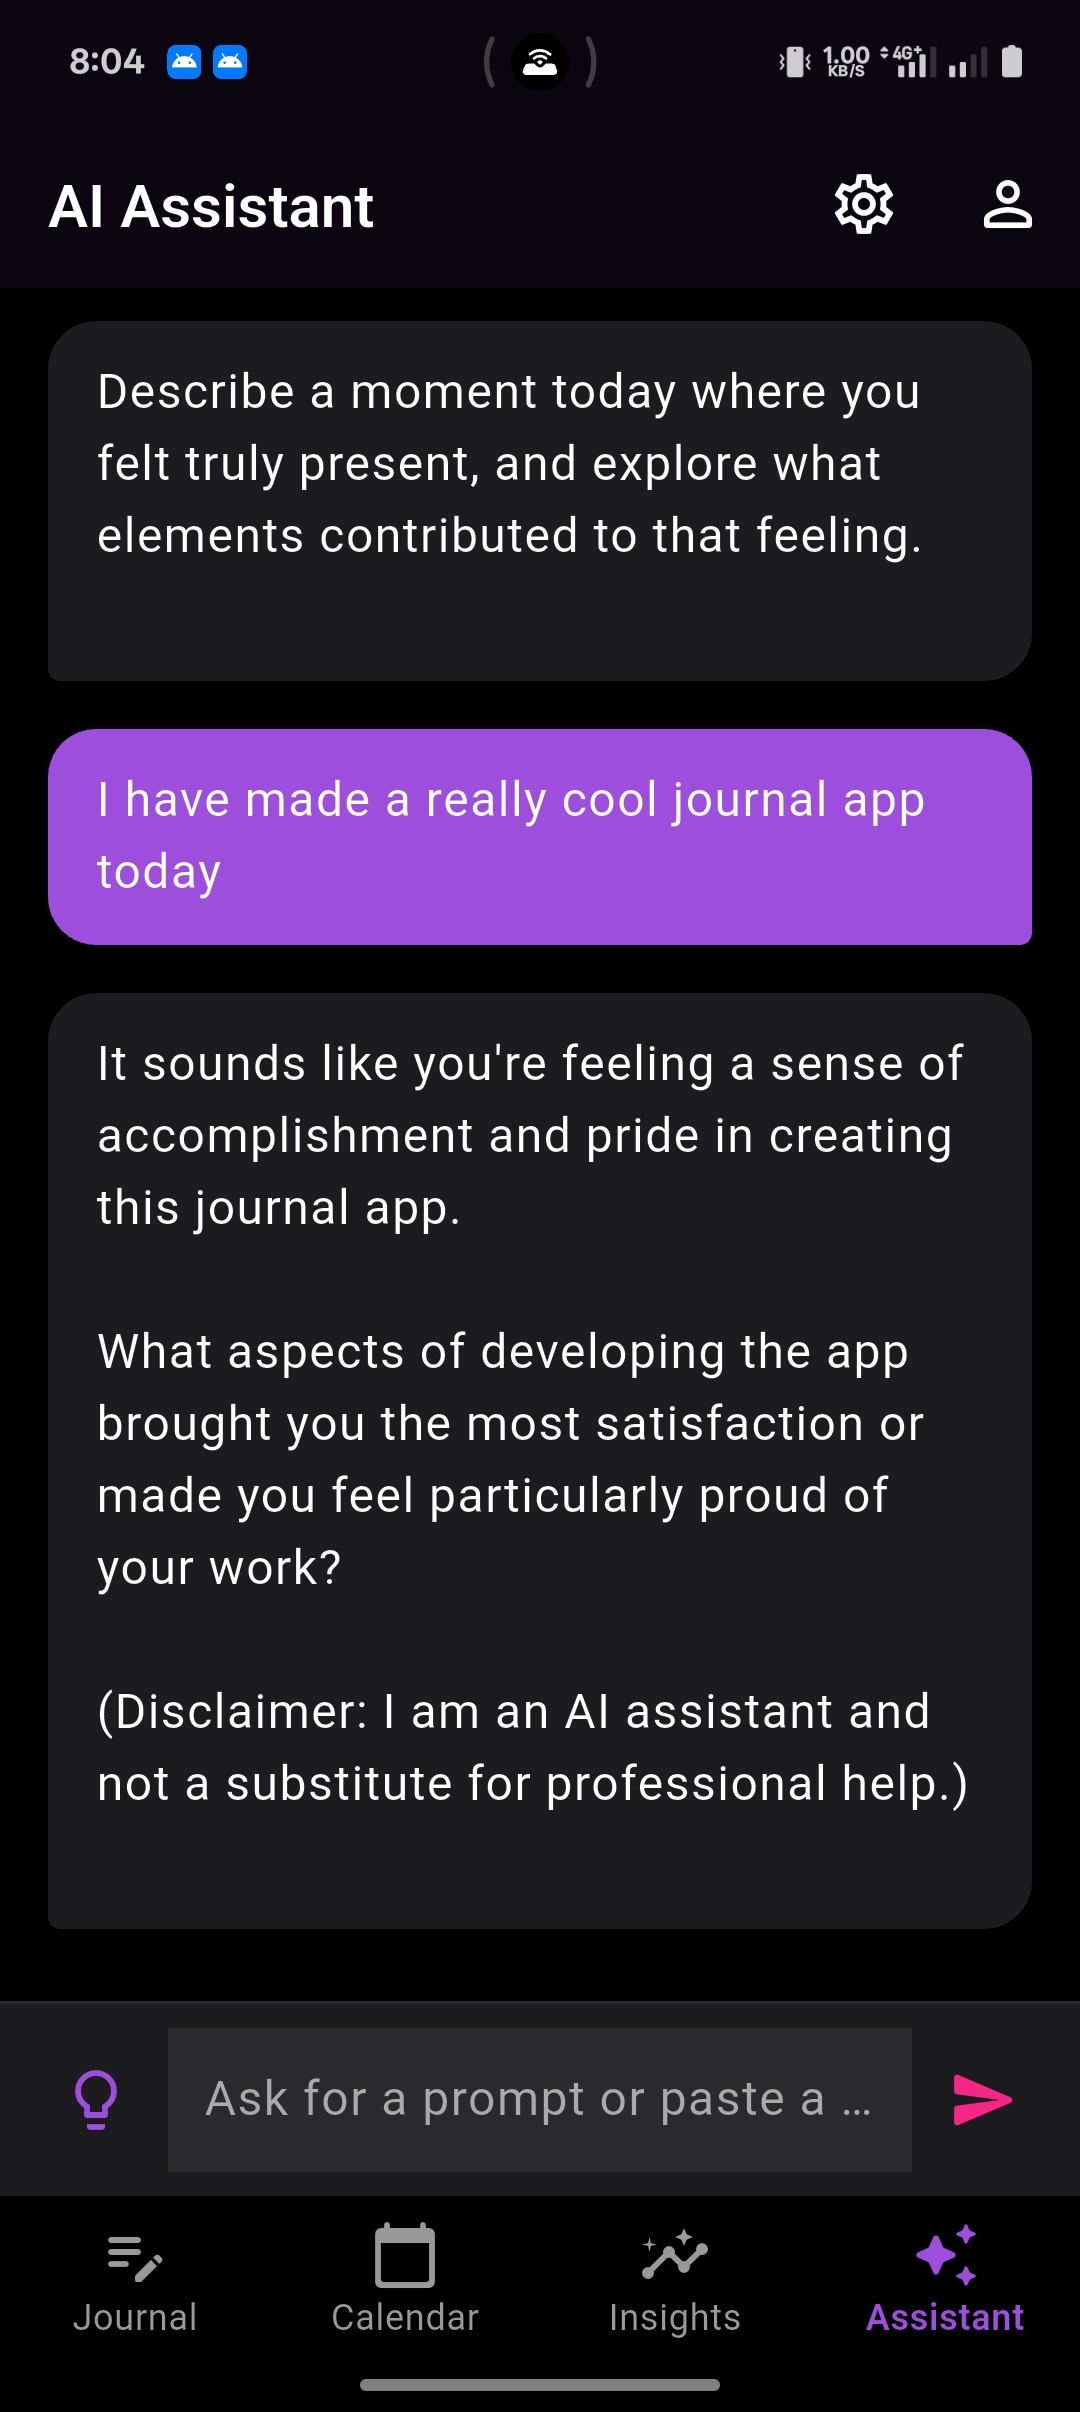 8:04
1.00
KB/S
4G+
AI Assistant
Describe a moment today where you
felt truly present, and explore what
elements contributed to that feeling.
I have made a really cool journal app
today
It sounds like you're feeling a sense of
accomplishment and pride in creating
this journal app.
What aspects of developing the app
brought you the most satisfaction or
made you feel particularly proud of
your work?
(Disclaimer: I am an AI assistant and
not a substitute for professional help.)
Ask for a prompt or paste a ...
Journal
Calendar
Insights
Assistant